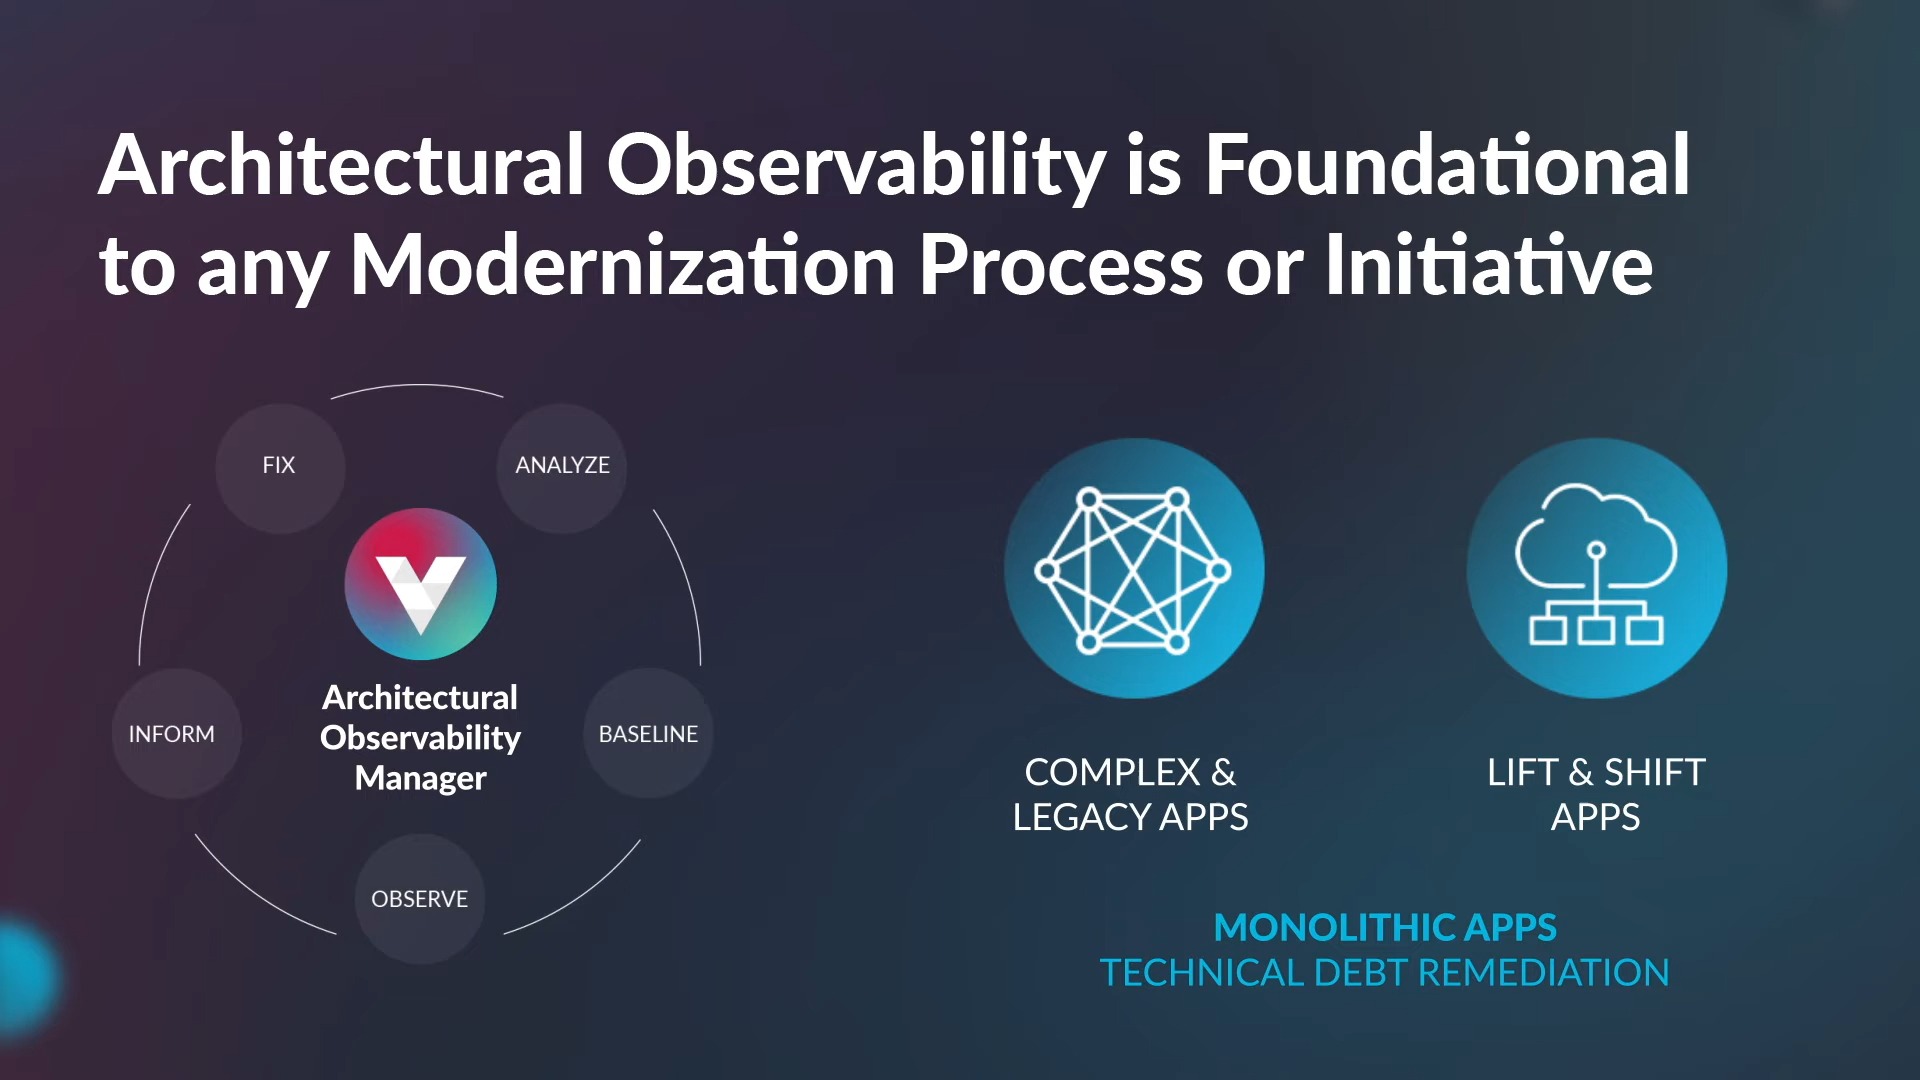 Architectural Observability is Foundational
to any Modernization Process or Initiative
FIX
ANALYZE
INFORM
Architectural
Observability
Manager
BASELINE
OBSERVE
COMPLEX &
LEGACY APPS
LIFT & SHIFT
APPS
MONOLITHIC APPS
TECHNICAL DEBT REMEDIATION